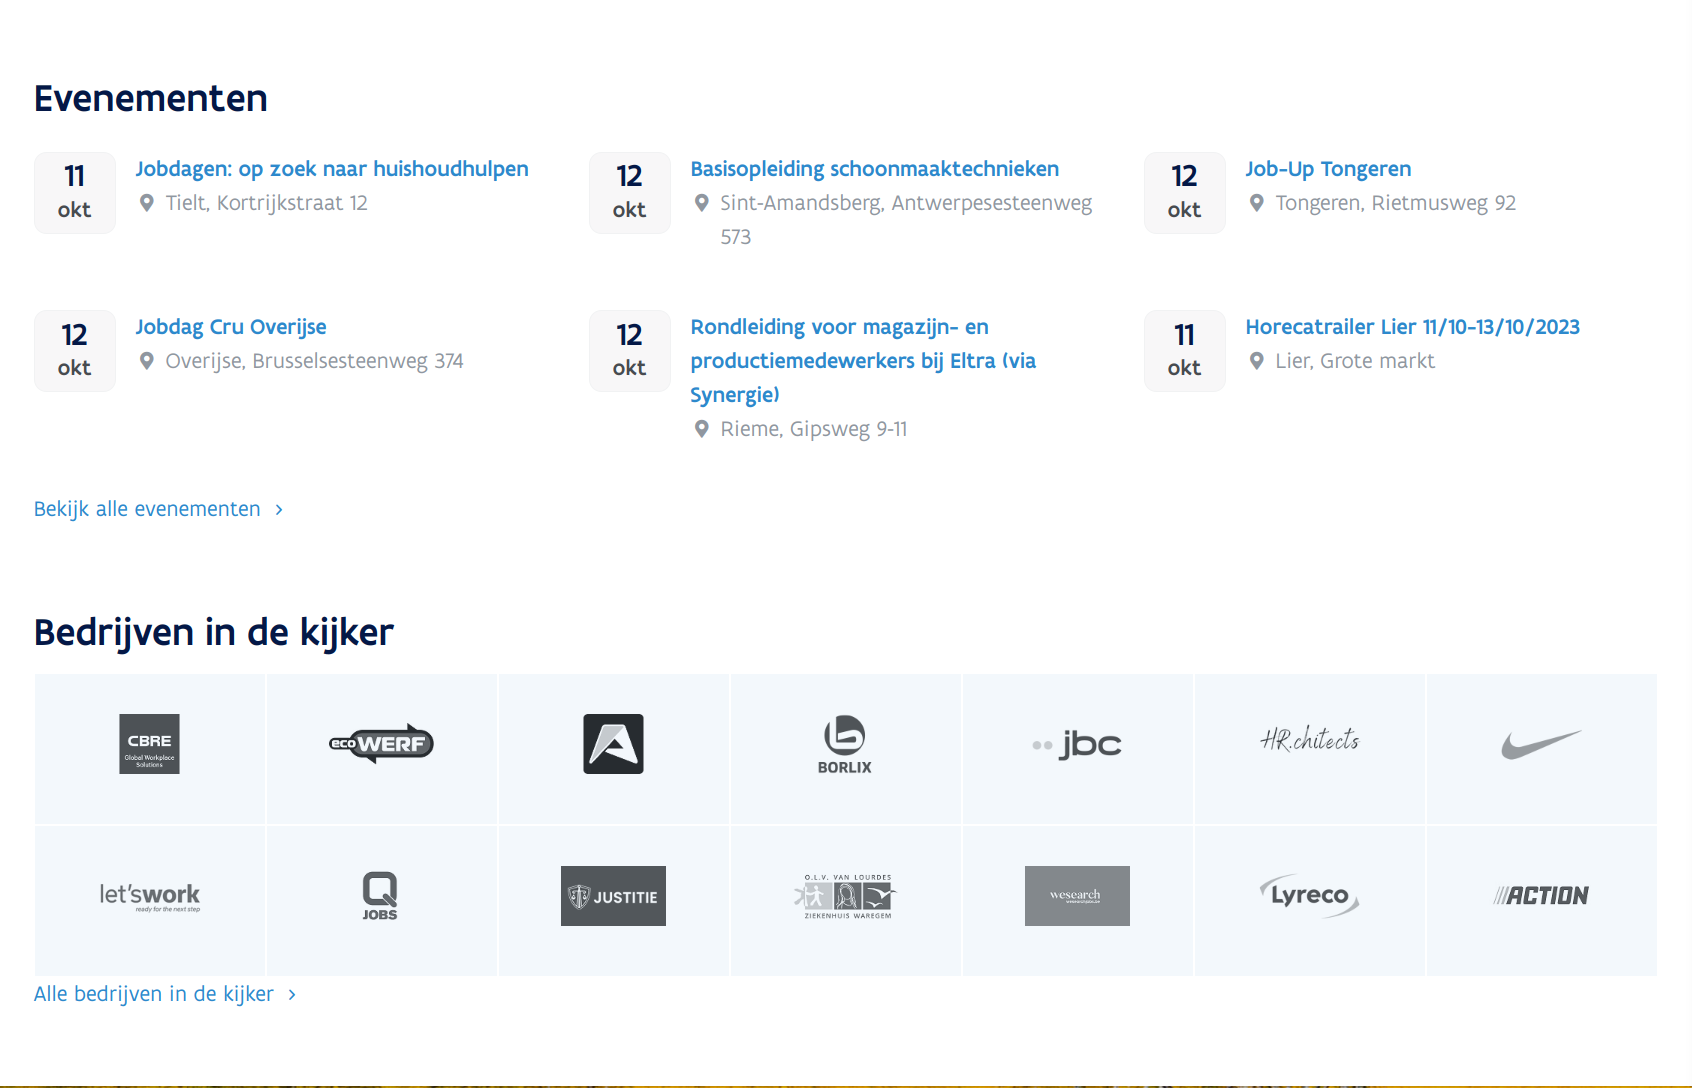 Evenementen
11
okt
Jobdagen: op zoek naar huishoudhulpen
Tielt, Kortrijkstraat 12
12
okt
Basisopleiding schoonmaaktechnieken
Sint-Amandsberg, Antwerpesesteenweg
573
12
okt
Job-Up Tongeren
Tongeren, Rietmusweg 92
12
okt
Jobdag Cru Overijse
Overijse, Brusselsesteenweg 374
12
okt
Rondleiding voor magazijn- en
productiemedewerkers bij Eltra (via
Synergie)
Rieme, Gipsweg 9-11
11
okt
Horecatrailer Lier 11/10-13/10/2023
Lier, Grote markt
Bekijk alle evenementen
Bedrijven in de kijker
CBRE
Global Workplace
Solutions
eco WERF
A
BORLIX
jbc
HR.chitects
let'swork
ready for the next step
Q
JOBS
JUSTITIE
O.L.V. VAN LOURDES
ZIEKENHUIS WAREGEM
wesearch
Lyreco
ACTION
Alle bedrijven in de kijker